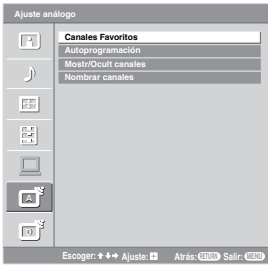 Ajuste análogo
Canales Favoritos
Autoprogramación
Mostr/Ocult canales
Nombrar canales
A
D
Escoger: Ajuste: Atrás: RETURN Salir: MENU